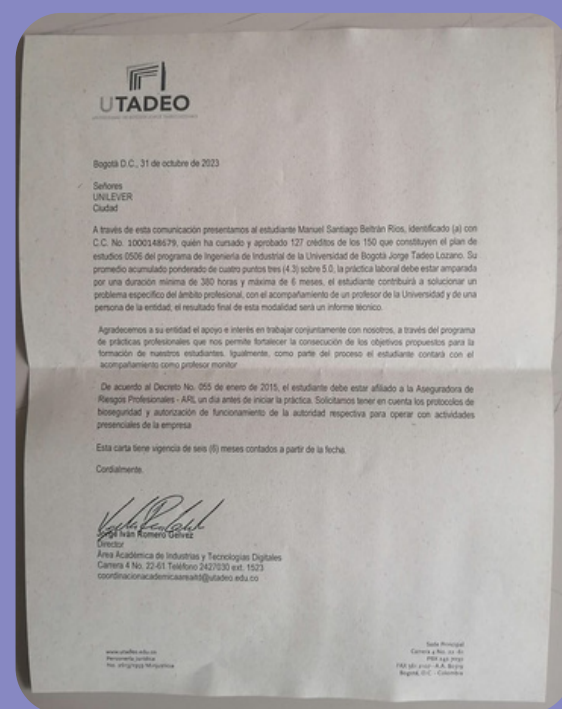 UTADEO
Bogotá D.C., 31 de octubre de 2023
Señores
UNILEVER
Ciudad
A través de esta comunicación presentamos al estudiante Manuel Santiago Beltrán Rios, identificado (a) con
C.C. No. 1000148679, quién ha cursado y aprobado 127 créditos de los 150 que constituyen el plan de
estudios 0506 del programa de Ingeniería de Industrial de la Universidad de Bogotá Jorge Tadeo Lozano. Su
promedio acumulado ponderado de cuatro puntos tres (4.3) sobre 5.0, la práctica laboral debe estar amparada
por una duración mínima de 380 horas y máxima de 6 meses, el estudiante contribuirá a solucionar un
problema especifico del ámbito profesional, con el acompañamiento de un profesor de la Universidad y de una
persona de la entidad, el resultado final de esta modalidad será un informe técnico.
Agradecemos a su entidad el apoyo e interés en trabajar conjuntamente con nosotros, a través del programa
de prácticas profesionales que nos permite fortalecer la consecución de los objetivos propuestos para la
formación de nuestros estudiantes. Igualmente, como parte del proceso el estudiante contará con el
acompañamiento como profesor monitor
De acuerdo al Decreto No. 055 de enero de 2015, el estudiante debe estar afiliado a la Aseguradora de
Riesgos Profesionales - ARL un dia antes de iniciar la práctica. Solicitamos tener en cuenta los protocolos de
bioseguridad y autorización de funcionamiento de la autoridad respectiva para operar con actividades
presenciales de la empresa
Esta carta tiene vigencia de seis (6) meses contados a partir de la fecha.
Cordialmente.
Jorge Iván Romero Gélvez
Director
Área Académica de Industrias y Tecnologías Digitales
Carrera 4 No. 22-61 Teléfono 2427030 ext. 1523
coordinacionacademicaareaitd@utadeo.edu.co
www.utadeo.edu.co
Personería Jurídica
Sede Principal
Carrera 4 No. 22-61
Bogotá, D.C. - Colombia